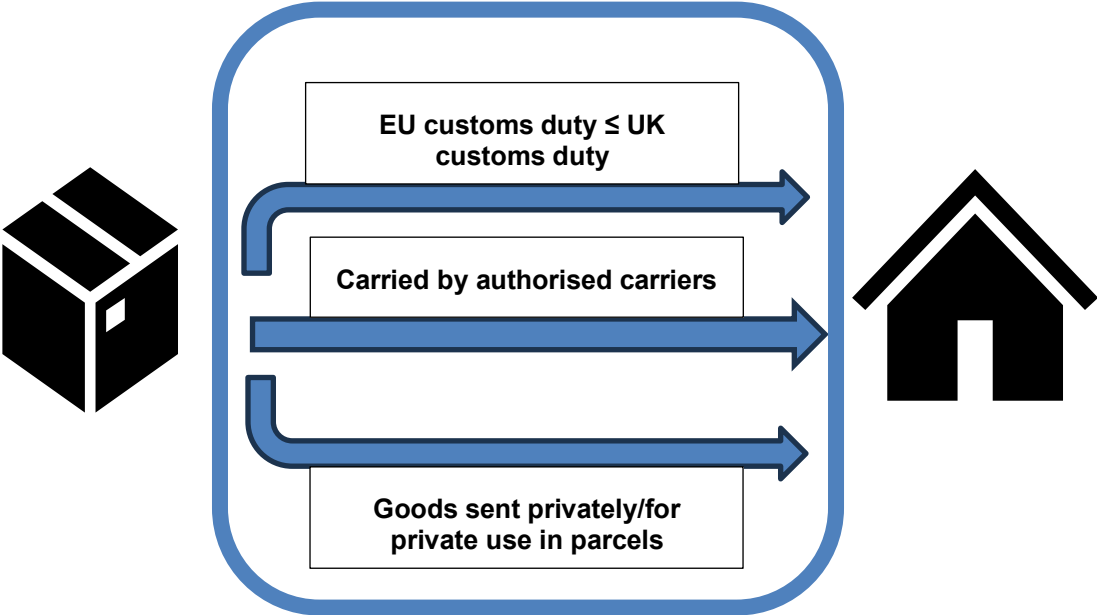 EU customs duty ≤ UK
customs duty
Carried by authorised carriers
Goods sent privately/for
private use in parcels